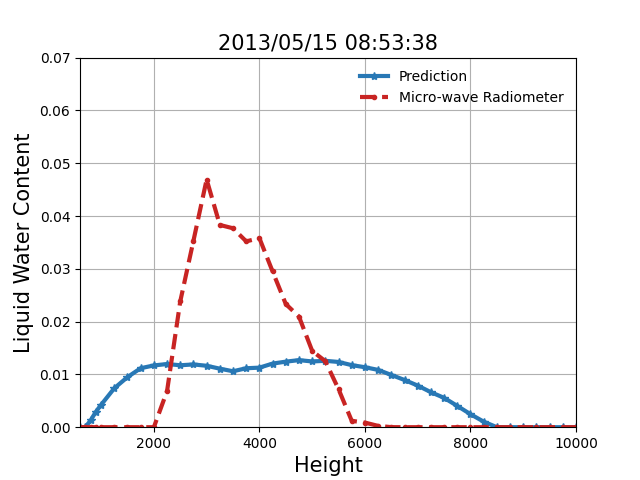 2013/05/15 08:53:38
Prediction
Micro-wave Radiometer
Liquid Water Content
0.07
0.06
0.05
0.04
0.03
0.02
0.01
0.00
2000 4000 6000 8000 10000
Height